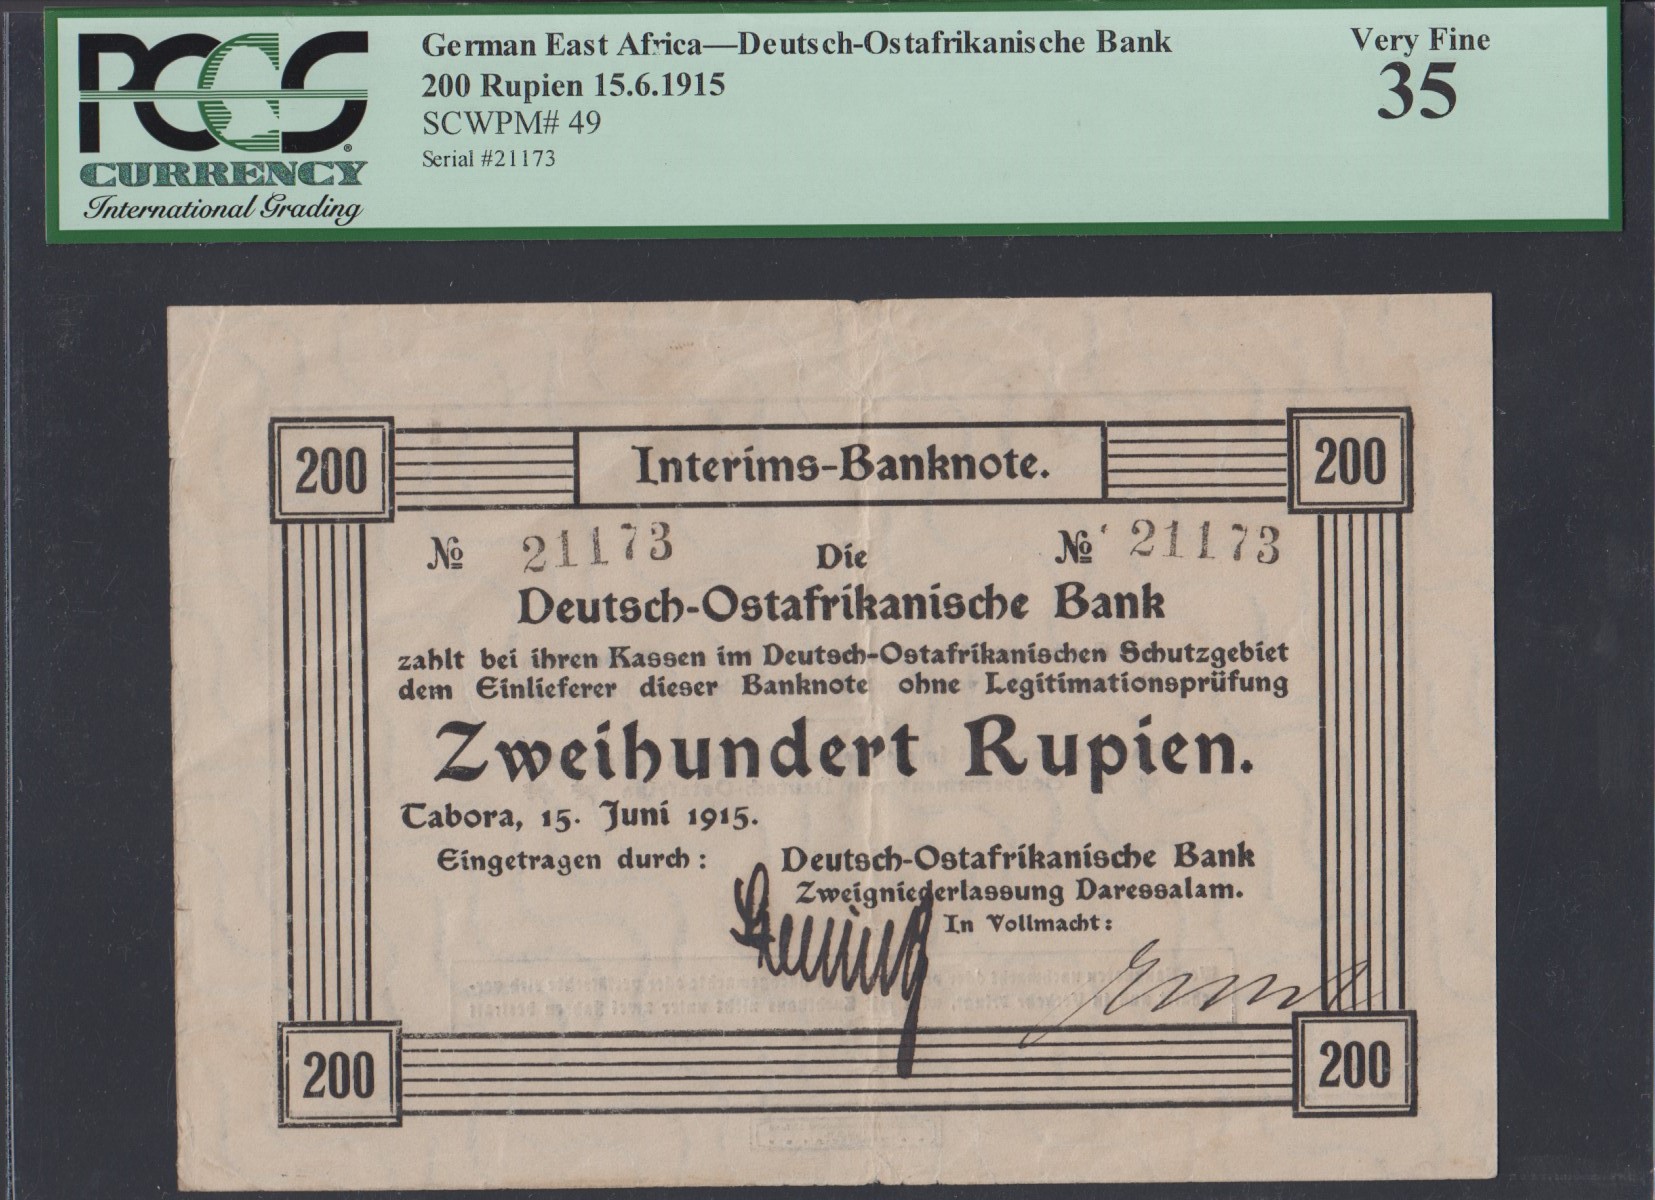 PCGS
CURRENCY
International Grading
German East Africa—Deutsch-Ostafrikanische Bank
200 Rupien 15.6.1915
SCWPM# 49
Serial #21173
Very Fine
35
200 Interims-Banknote. 200
№ 21173 Die № 21173
Deutsch-Ostafrikanische Bank
zahlt bei ihren Kassen im Deutsch-Ostafrikanischen Schutzgebiet
dem Einlieferer dieser Banknote ohne Legitimationsprüfung
Zweihundert Rupien.
Tabora, 15. Juni 1915.
Eingetragen durch: Deutsch-Ostafrikanische Bank
Zweigniederlassung Daressalam.
In Vollmacht:
200 200